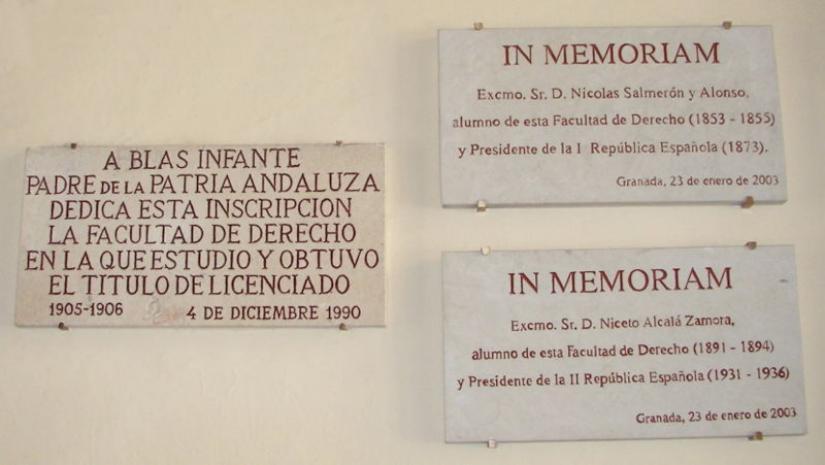 A BLAS INFANTE
PADRE DE LA PATRIA ANDALUZA
DEDICA ESTA INSCRIPCION
LA FACULTAD DE DERECHO
EN LA QUE ESTUDIO Y OBTUVO
EL TITULO DE LICENCIADO
1905-1906 4 DE DICIEMBRE 1990
IN MEMORIAM
Excmo. Sr. D. Nicolas Salmerón y Alonso,
alumno de esta Facultad de Derecho (1853 - 1855)
y Presidente de la I República Española (1873).
Granada, 23 de enero de 2003
IN MEMORIAM
Excmo. Sr. D. Niceto Alcalá Zamora,
alumno de esta Facultad de Derecho (1891 - 1894)
y Presidente de la II República Española (1931 - 1936)
Granada, 23 de enero de 2003